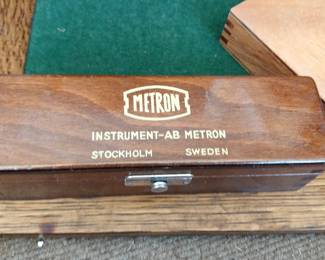 METRON
INSTRUMENT-AB METRON
STOCKHOLM SWEDEN